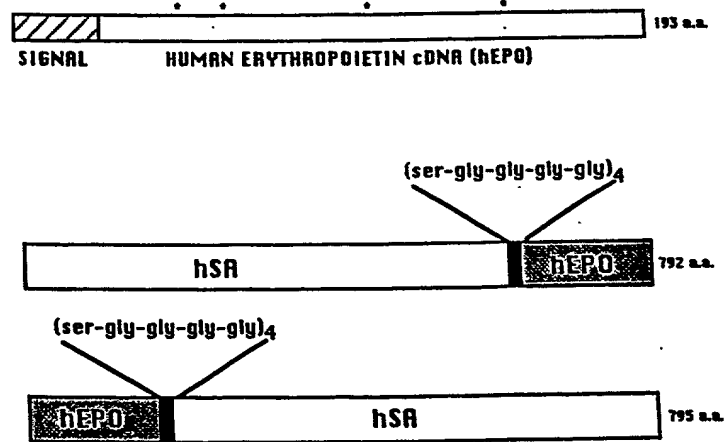 * * * *
193 a.a.
SIGNAL HUMAN ERYTHROPOIETIN cDNA (hEPO)
(ser-gly-gly-gly-gly)4
hSA hEPO 792 a.a.
(ser-gly-gly-gly-gly)4
hEPO hSA 795 a.a.